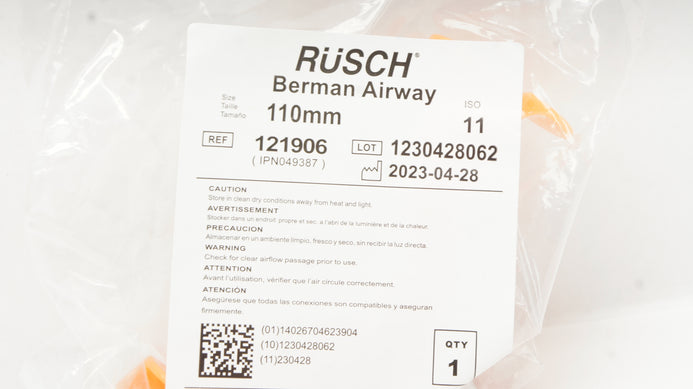 RÜSCH®
Berman Airway
Size
Taille
Tamaño
110mm
ISO
11
REF
121906
( IPN049387 )
LOT
1230428062
2023-04-28
CAUTION
Store in clean dry conditions away from heat and light.
AVERTISSEMENT
Stocker dans un endroit propre et sec, a l'abri de la luminière et de la chaleur.
PRECAUCION
Almacenar en un ambiente limpio, fresco y seco, sin recibir la luz directa.
WARNING
Check for clear airflow passage prior to use.
ATTENTION
Avant l'utilisation, vérifier que l'air circule correctement.
ATENCIÓN
Asegúrese que todas las conexiones son compatibles y aseguran
firmemente.
(01)14026704623904
(10)1230428062
(11)230428
QTY
1